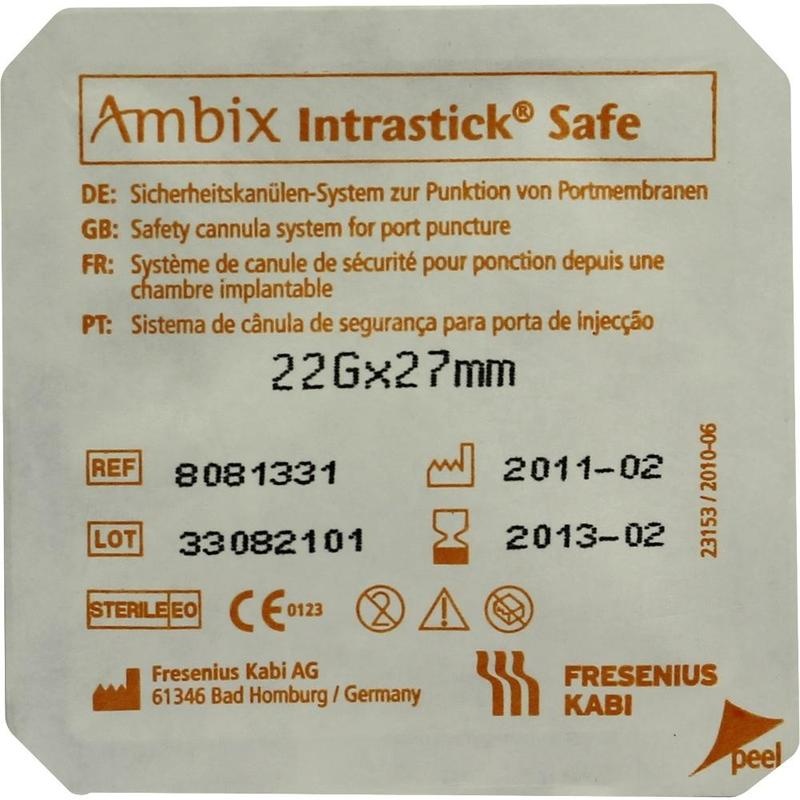 Ambix Intrastick® Safe
DE: Sicherheitskanülen-System zur Punktion von Portmembranen
GB: Safety cannula system for port puncture
FR: Système de canule de sécurité pour ponction depuis une
chambre implantable
PT: Sistema de cânula de segurança para porta de injecção
22Gx27mm
REF 8081331 2011-02
LOT 33082101 2013-02
23153 / 2010-06
STERILE EO CE 0123 2
Fresenius Kabi AG
61346 Bad Homburg / Germany
FRESENIUS
KABI
peel